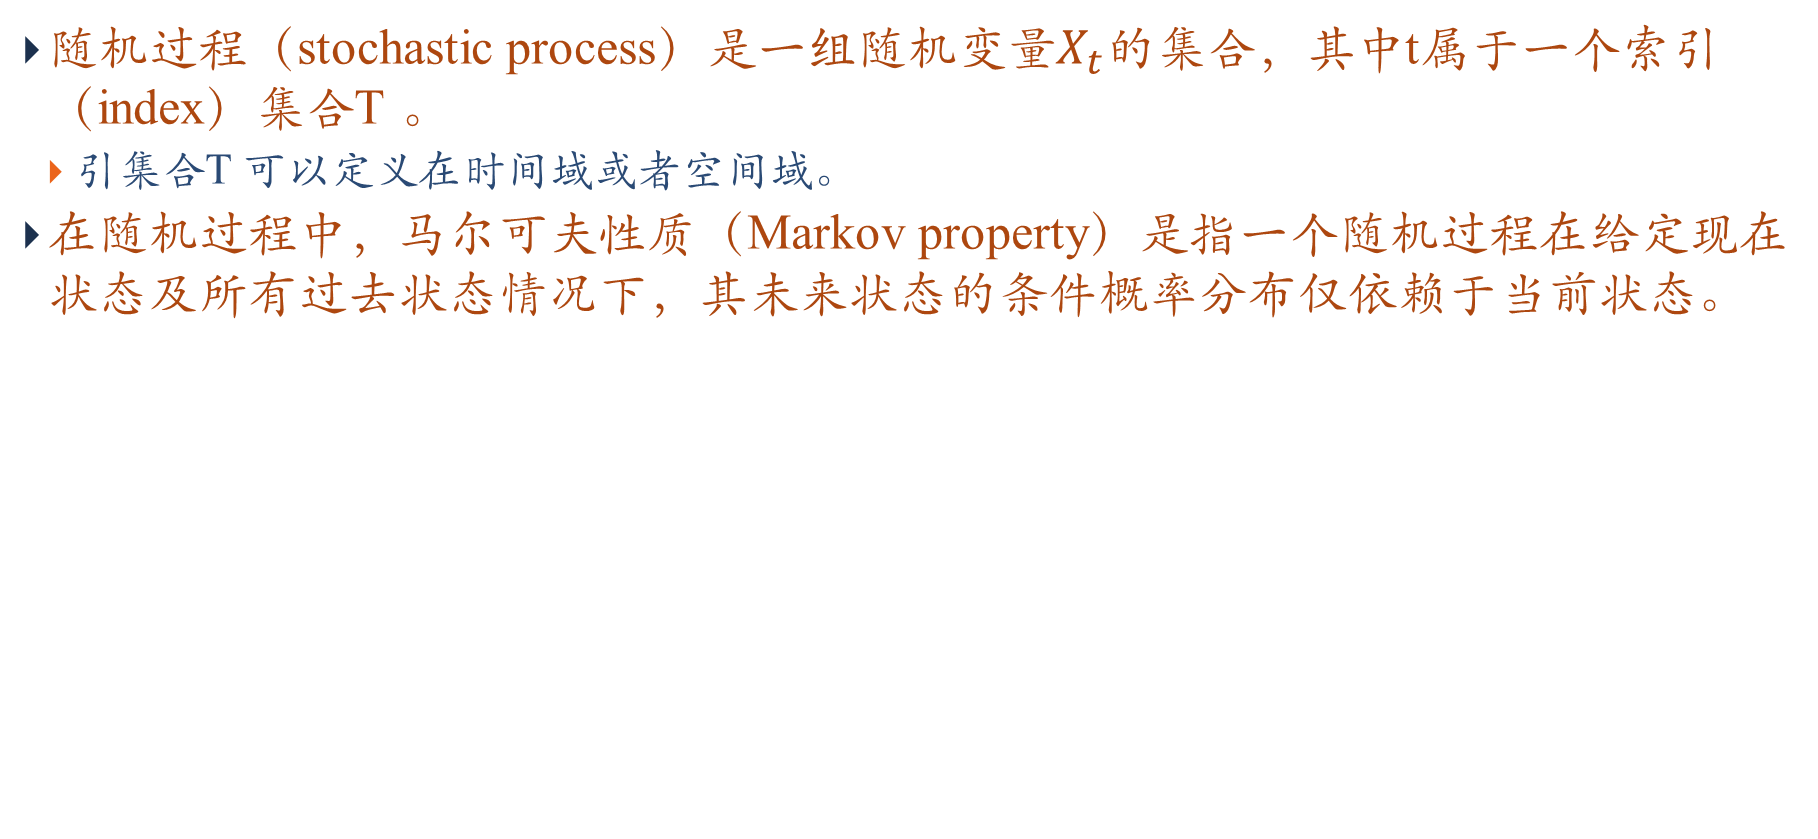 随机过程（stochastic process）是一组随机变量Xₜ的集合，其中t属于一个索引
（index）集合T 。
引集合T 可以定义在时间域或者空间域。
在随机过程中，马尔可夫性质（Markov property）是指一个随机过程在给定现在
状态及所有过去状态情况下，其未来状态的条件概率分布仅依赖于当前状态。